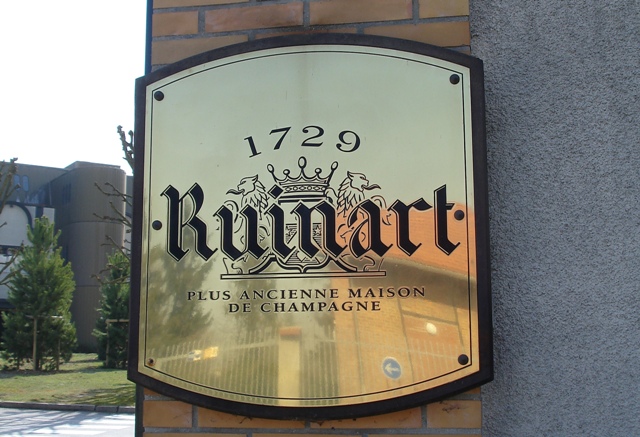 1729
Ruinart
PLUS ANCIENNE MAISON
DE CHAMPAGNE